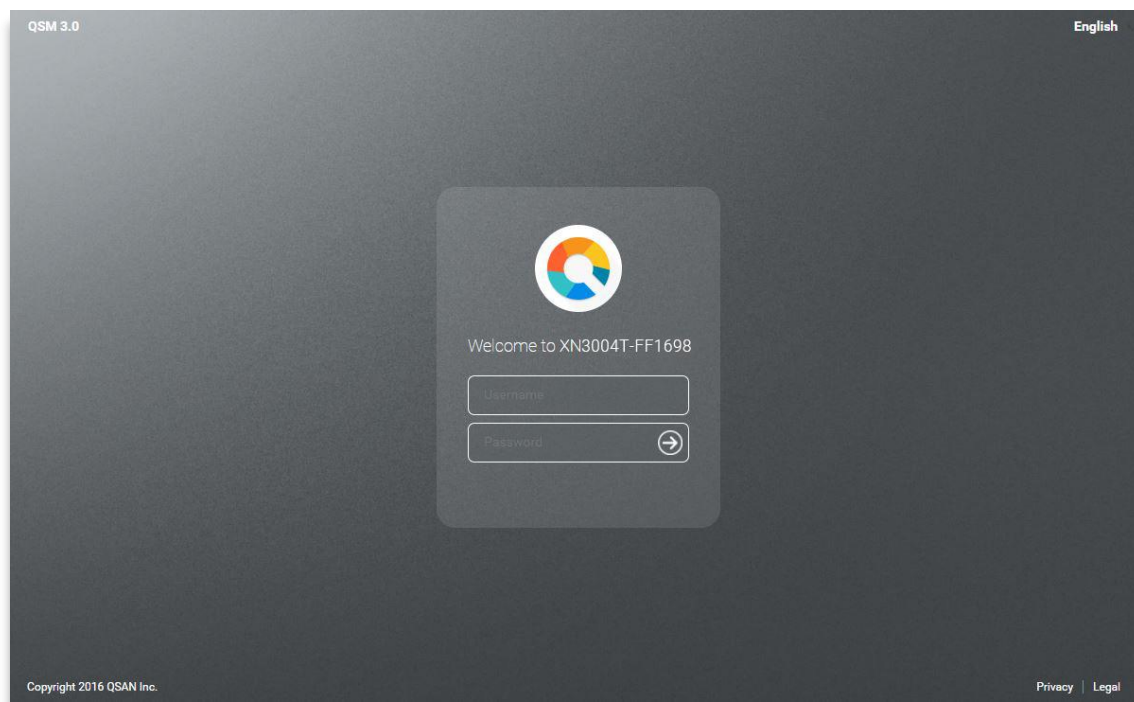 QSM 3.0
English
Welcome to XN3004T-FF1698
Username
Password
Copyright 2016 QSAN Inc.
Privacy | Legal